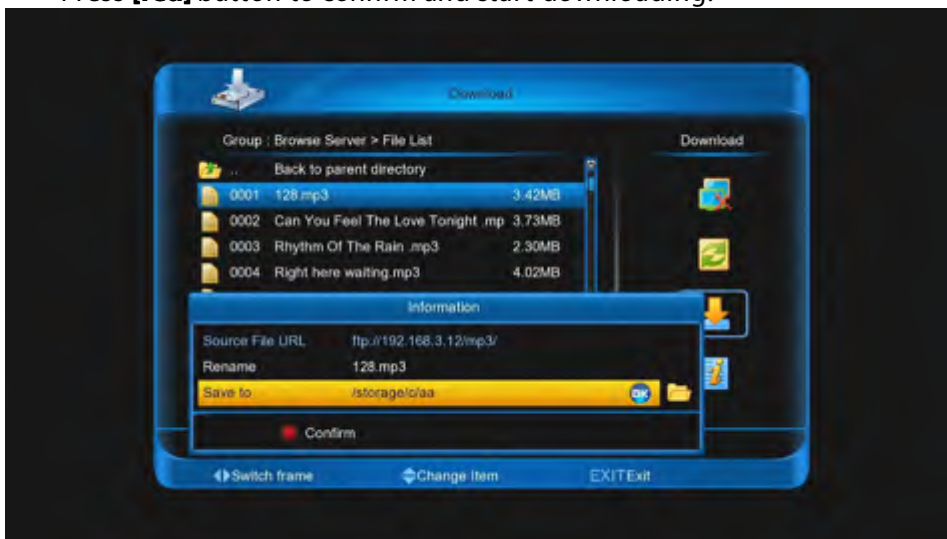 Press [red] button to confirm and start downloading.
Download
Group : Browse Server > File List
Download
.. Back to parent directory
0001 128.mp3 3.42MB
0002 Can You Feel The Love Tonight .mp 3.73MB
0003 Rhythm Of The Rain .mp3 2.30MB
0004 Right here waiting.mp3 4.02MB
Information
Source File URL ftp://192.168.3.12/mp3/
Rename 128.mp3
Save to /storage/c/aa OK
Confirm
Switch frame Change Item EXIT Exit